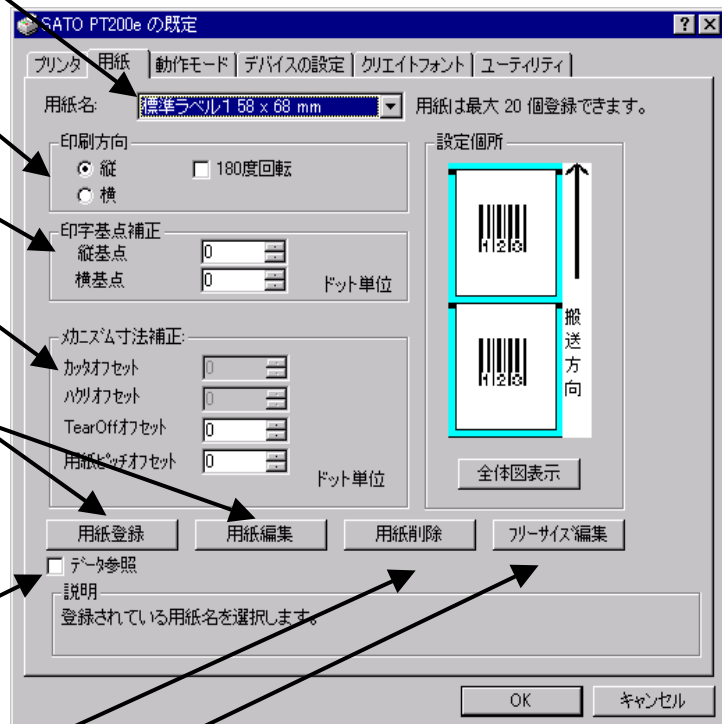 SATO PT200e の既定
プリンタ 用紙 動作モード デバイスの設定 クリエイトフォント ユーティリティ
用紙名: 標準ラベル1 58 x 68 mm 用紙は最大 20 個登録できます。
印刷方向
縦 180度回転
横
印字基点補正
縦基点 0
横基点 0 ドット単位
メカニズム寸法補正:
カッタオフセット 0
ハクリオフセット 0
TearOffオフセット 0
用紙ピッチオフセット 0 ドット単位
設定個所
123
123
搬送方向
全体図表示
用紙登録 用紙編集 用紙削除 フリーサイズ編集
データ参照
説明
登録されている用紙名を選択します。
OK キャンセル